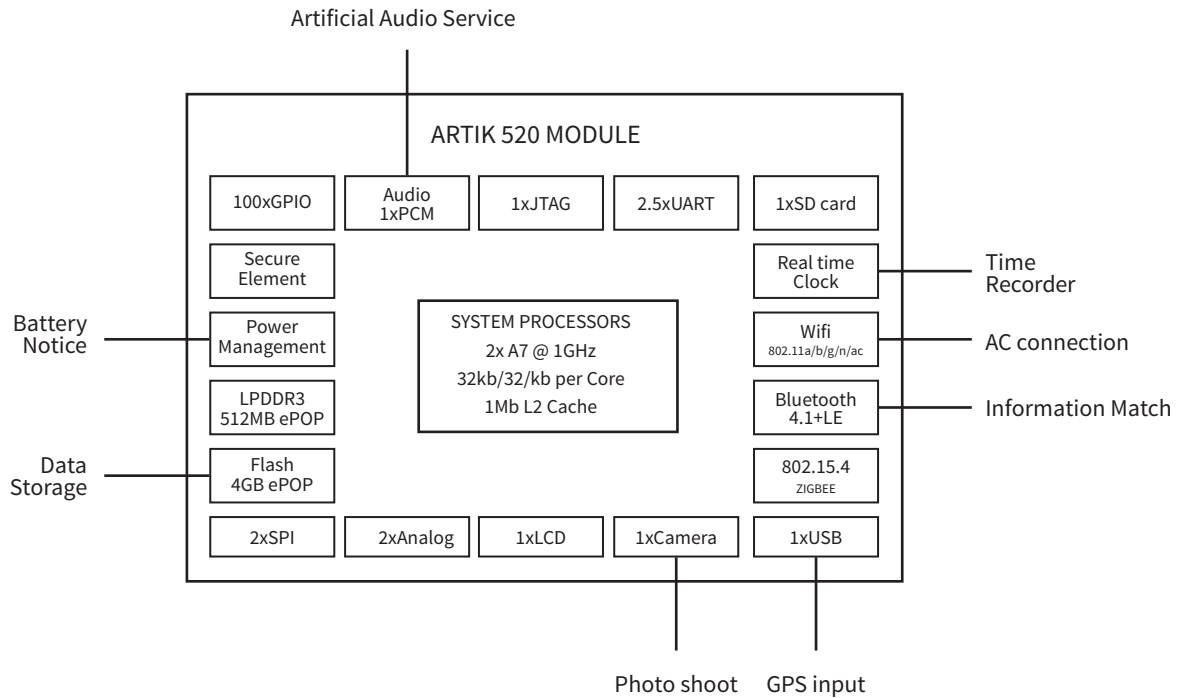 Artificial Audio Service
ARTIK 520 MODULE
100xGPIO
Audio
1xPCM
1xJTAG
2.5xUART
1xSD card
Secure
Element
Real time
Clock
Time
Recorder
Battery
Notice
Power
Management
SYSTEM PROCESSORS
2x A7 @ 1GHz
32kb/32/kb per Core
1Mb L2 Cache
Wifi
802.11a/b/g/n/ac
AC connection
LPDDR3
512MB ePOP
Bluetooth
4.1+LE
Information Match
Data
Storage
Flash
4GB ePOP
802.15.4
ZIGBEE
2xSPI
2xAnalog
1xLCD
1xCamera
1xUSB
Photo shoot
GPS input